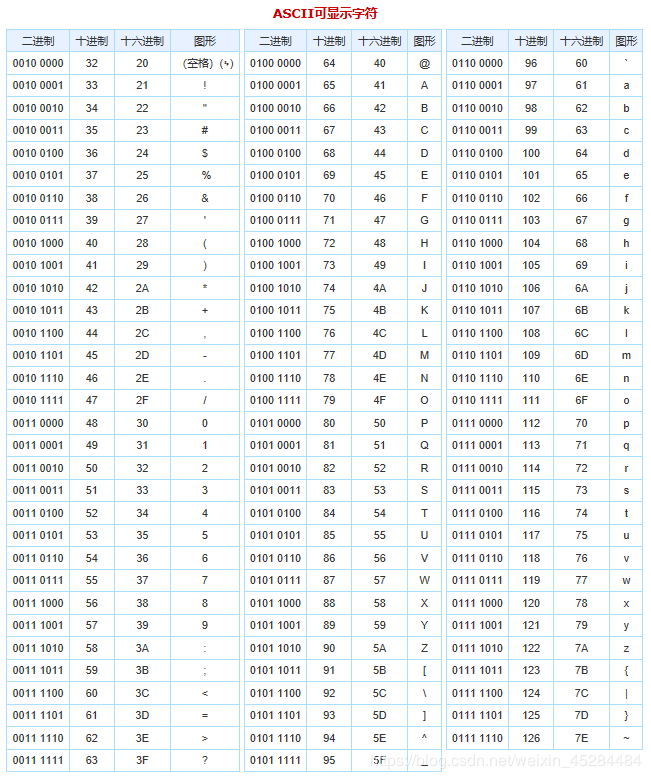 ASCII可显示字符
二进制 十进制 十六进制 图形 二进制 十进制 十六进制 图形 二进制 十进制 十六进制 图形
0010 0000 32 20 (空格) (␠) 0100 0000 64 40 @ 0110 0000 96 60 `
0010 0001 33 21 ! 0100 0001 65 41 A 0110 0001 97 61 a
0010 0010 34 22 " 0100 0010 66 42 B 0110 0010 98 62 b
0010 0011 35 23 # 0100 0011 67 43 C 0110 0011 99 63 c
0010 0100 36 24 $ 0100 0100 68 44 D 0110 0100 100 64 d
0010 0101 37 25 % 0100 0101 69 45 E 0110 0101 101 65 e
0010 0110 38 26 & 0100 0110 70 46 F 0110 0110 102 66 f
0010 0111 39 27 ' 0100 0111 71 47 G 0110 0111 103 67 g
0010 1000 40 28 ( 0100 1000 72 48 H 0110 1000 104 68 h
0010 1001 41 29 ) 0100 1001 73 49 I 0110 1001 105 69 i
0010 1010 42 2A * 0100 1010 74 4A J 0110 1010 106 6A j
0010 1011 43 2B + 0100 1011 75 4B K 0110 1011 107 6B k
0010 1100 44 2C , 0100 1100 76 4C L 0110 1100 108 6C l
0010 1101 45 2D - 0100 1101 77 4D M 0110 1101 109 6D m
0010 1110 46 2E . 0100 1110 78 4E N 0110 1110 110 6E n
0010 1111 47 2F / 0100 1111 79 4F O 0110 1111 111 6F o
0011 0000 48 30 0 0101 0000 80 50 P 0111 0000 112 70 p
0011 0001 49 31 1 0101 0001 81 51 Q 0111 0001 113 71 q
0011 0010 50 32 2 0101 0010 82 52 R 0111 0010 114 72 r
0011 0011 51 33 3 0101 0011 83 53 S 0111 0011 115 73 s
0011 0100 52 34 4 0101 0100 84 54 T 0111 0100 116 74 t
0011 0101 53 35 5 0101 0101 85 55 U 0111 0101 117 75 u
0011 0110 54 36 6 0101 0110 86 56 V 0111 0110 118 76 v
0011 0111 55 37 7 0101 0111 87 57 W 0111 0111 119 77 w
0011 1000 56 38 8 0101 1000 88 58 X 0111 1000 120 78 x
0011 1001 57 39 9 0101 1001 89 59 Y 0111 1001 121 79 y
0011 1010 58 3A : 0101 1010 90 5A Z 0111 1010 122 7A z
0011 1011 59 3B ; 0101 1011 91 5B [ 0111 1011 123 7B {
0011 1100 60 3C < 0101 1100 92 5C \ 0111 1100 124 7C |
0011 1101 61 3D = 0101 1101 93 5D ] 0111 1101 125 7D }
0011 1110 62 3E > 0101 1110 94 5E ^ 0111 1110 126 7E ~
0011 1111 63 3F ? 0101 1111 95 5F _
https://blog.csdn.net/weixin_45284484